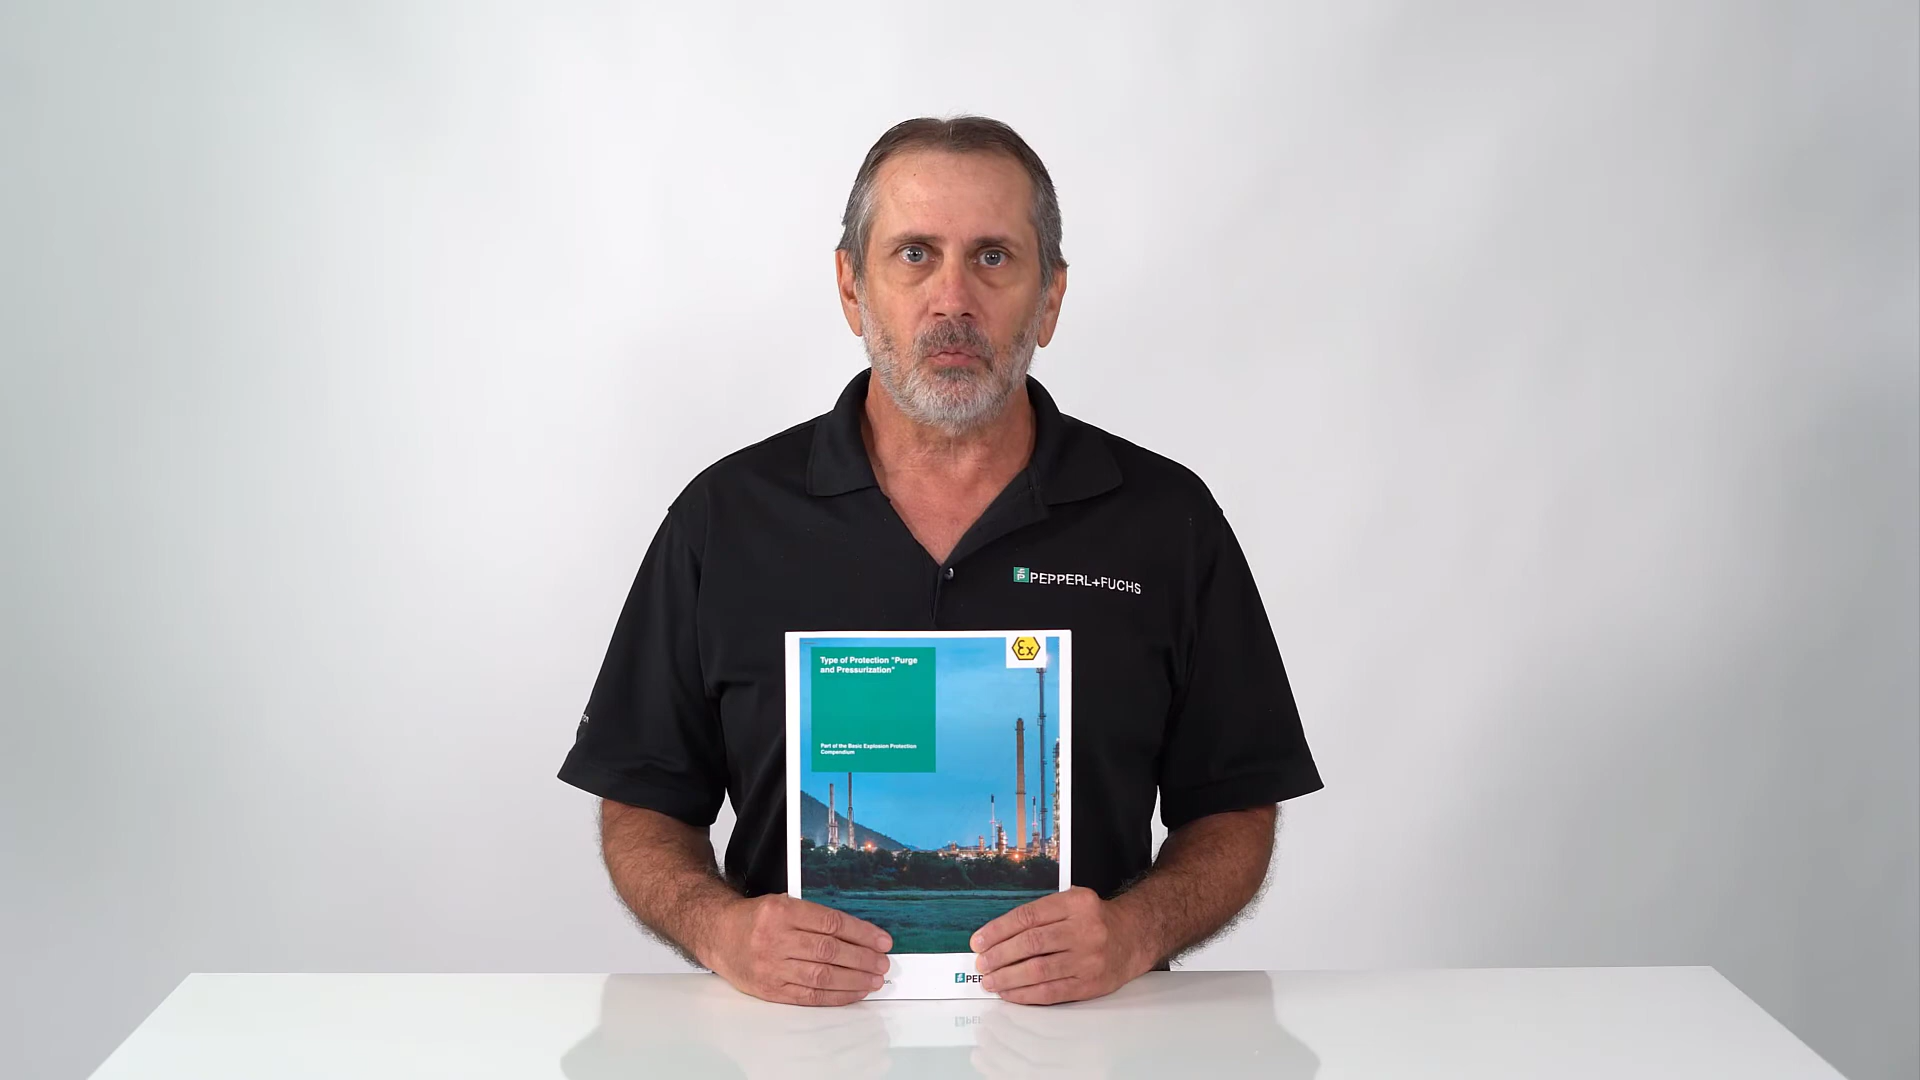 PEPPERL+FUCHS
Type of Protection "Purge
and Pressurization"
Ex
Part of the Basic Explosion Protection
Compendium